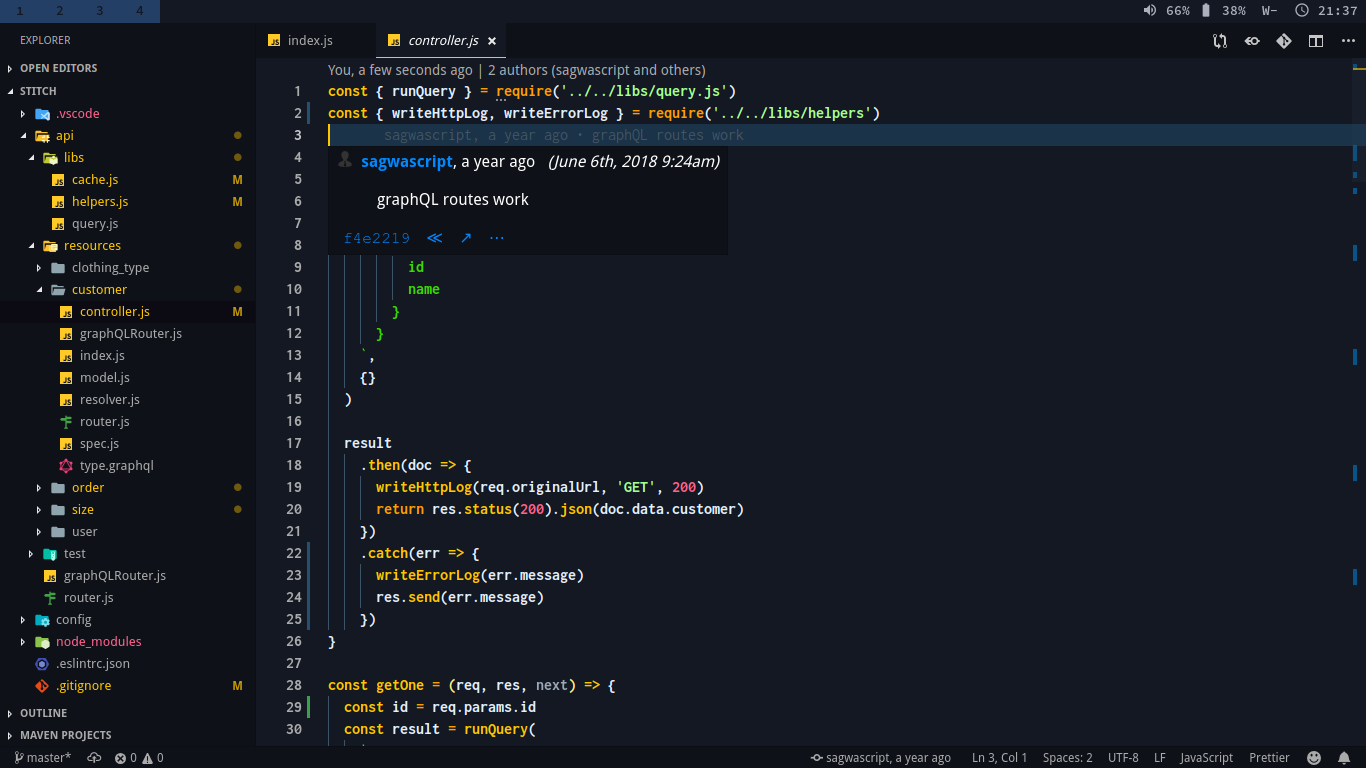 1 2 3 4 66% 38% W- 21:37
EXPLORER
OPEN EDITORS
STITCH
.vscode
api
libs
cache.js M
helpers.js M
query.js
resources
clothing_type
customer
controller.js M
graphQLRouter.js
index.js
model.js
resolver.js
router.js
spec.js
type.graphql
order
size
user
test
graphQLRouter.js
router.js
config
node_modules
.eslintrc.json
.gitignore M
OUTLINE
MAVEN PROJECTS
index.js controller.js ×
You, a few seconds ago | 2 authors (sagwascript and others)
1 const { runQuery } = require('../../libs/query.js')
2 const { writeHttpLog, writeErrorLog } = require('../../libs/helpers')
3 sagwascript, a year ago • graphQL routes work
4 sagwascript, a year ago (June 6th, 2018 9:24am)
5
6 graphQL routes work
7
8 f4e2219 ≪ ↗ ···
9 id
10 name
11 }
12 }
13 `,
14 {}
15 )
16
17 result
18 .then(doc => {
19 writeHttpLog(req.originalUrl, 'GET', 200)
20 return res.status(200).json(doc.data.customer)
21 })
22 .catch(err => {
23 writeErrorLog(err.message)
24 res.send(err.message)
25 })
26 }
27
28 const getOne = (req, res, next) => {
29 const id = req.params.id
30 const result = runQuery(
master* 0 0 sagwascript, a year ago Ln 3, Col 1 Spaces: 2 UTF-8 LF JavaScript Prettier